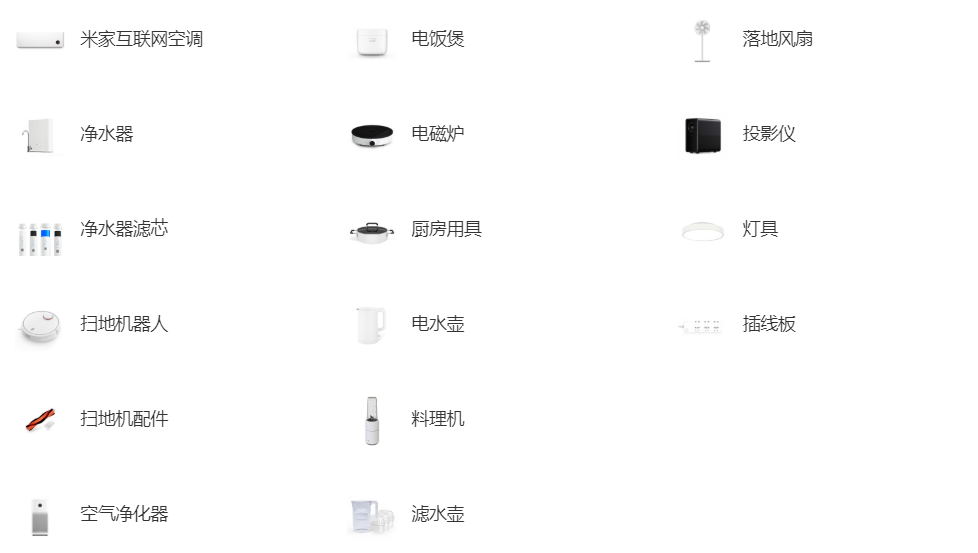 米家互联网空调
净水器
净水器滤芯
扫地机器人
扫地机配件
空气净化器
电饭煲
电磁炉
厨房用具
电水壶
料理机
滤水壶
落地风扇
投影仪
灯具
插线板